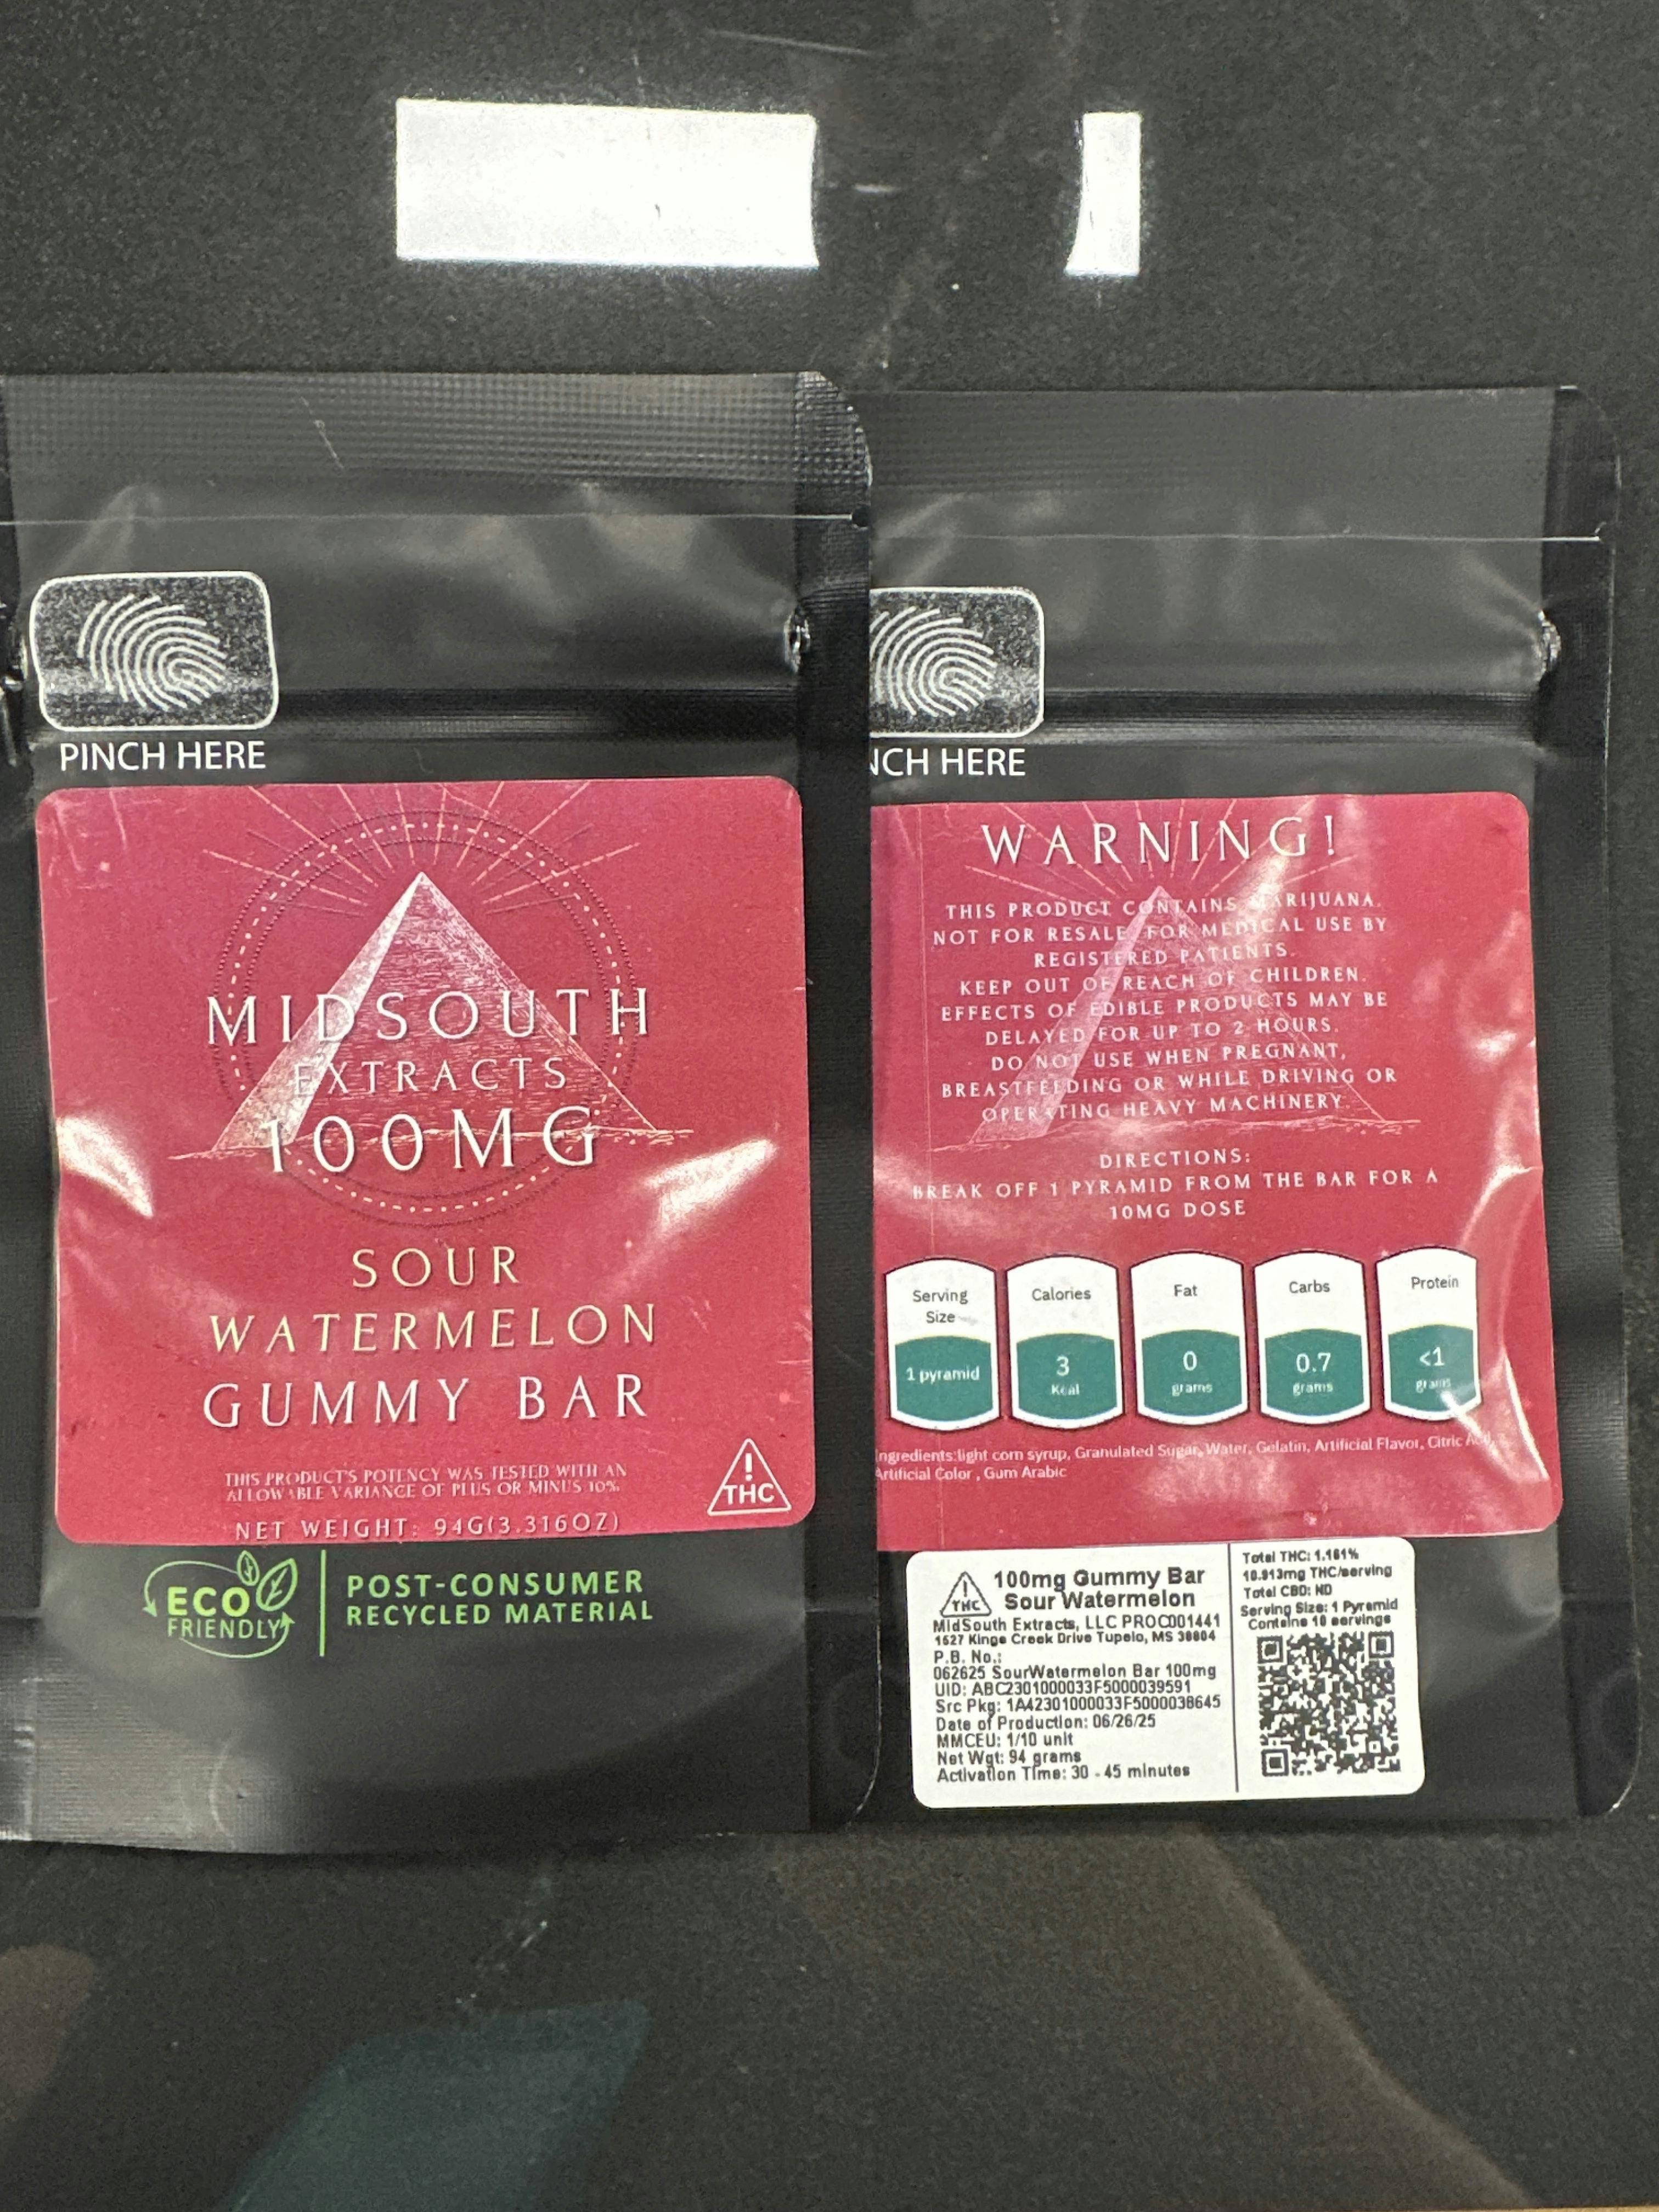 PINCH HERE
MIDSOUTH
EXTRACTS
100MG
SOUR
WATERMELON
GUMMY BAR
THIS PRODUCT'S POTENCY WAS TESTED WITH AN
ALLOWABLE VARIANCE OF PLUS OR MINUS 10%
NET WEIGHT: 94G(3.316OZ)
THC
ECO
FRIENDLY
POST-CONSUMER
RECYCLED MATERIAL
NCH HERE
WARNING!
THIS PRODUCT CONTAINS MARIJUANA.
NOT FOR RESALE. FOR MEDICAL USE BY
REGISTERED PATIENTS.
KEEP OUT OF REACH OF CHILDREN.
EFFECTS OF EDIBLE PRODUCTS MAY BE
DELAYED FOR UP TO 2 HOURS.
DO NOT USE WHEN PREGNANT,
BREASTFEEDING OR WHILE DRIVING OR
OPERATING HEAVY MACHINERY.
DIRECTIONS:
BREAK OFF 1 PYRAMID FROM THE BAR FOR A
10MG DOSE
Serving Size
1 pyramid
Calories
3
Kcal
Fat
0
grams
Carbs
0.7
grams
Protein
<1
grams
Ingredients:light corn syrup, Granulated Sugar, Water, Gelatin, Artificial Flavor, Citric Acid,
Artificial Color , Gum Arabic
THC
100mg Gummy Bar
Sour Watermelon
MidSouth Extracts, LLC PROC001441
1627 Kings Creek Drive Tupelo, MS 38804
P.B. No.:
062625 SourWatermelon Bar 100mg
UID: ABC2301000033F5000039591
Src Pkg: 1A42301000033F5000038645
Date of Production: 06/26/25
MMCEU: 1/10 unit
Net Wgt: 94 grams
Activation Time: 30 - 45 minutes
Total THC: 1.161%
10.913mg THC/serving
Total CBD: ND
Serving Size: 1 Pyramid
Contains 10 servings